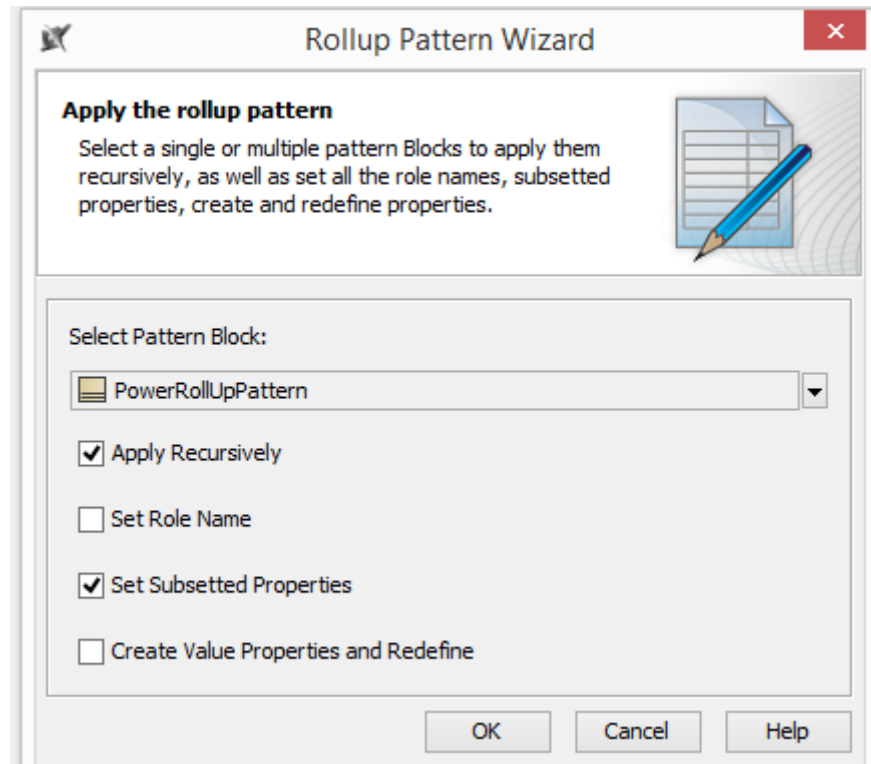 Rollup Pattern Wizard
Apply the rollup pattern
Select a single or multiple pattern Blocks to apply them
recursively, as well as set all the role names, subsetted
properties, create and redefine properties.
Select Pattern Block:
PowerRollUpPattern
Apply Recursively
Set Role Name
Set Subsetted Properties
Create Value Properties and Redefine
OK Cancel Help